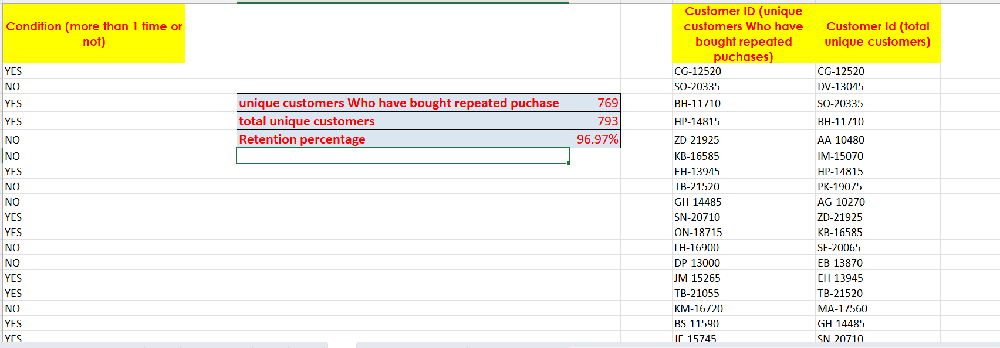 Condition (more than 1 time or
not)
Customer ID (unique
customers Who have
bought repeated
puchases)
Customer Id (total
unique customers)
YES CG-12520 CG-12520
NO SO-20335 DV-13045
YES unique customers Who have bought repeated puchase 769 BH-11710 SO-20335
YES total unique customers 793 HP-14815 BH-11710
NO Retention percentage 96.97% ZD-21925 AA-10480
NO KB-16585 IM-15070
YES EH-13945 HP-14815
NO TB-21520 PK-19075
NO GH-14485 AG-10270
YES SN-20710 ZD-21925
YES ON-18715 KB-16585
NO LH-16900 SF-20065
NO DP-13000 EB-13870
YES JM-15265 EH-13945
YES TB-21055 TB-21520
NO KM-16720 MA-17560
YES BS-11590 GH-14485
YES JE-15745 SN-20710